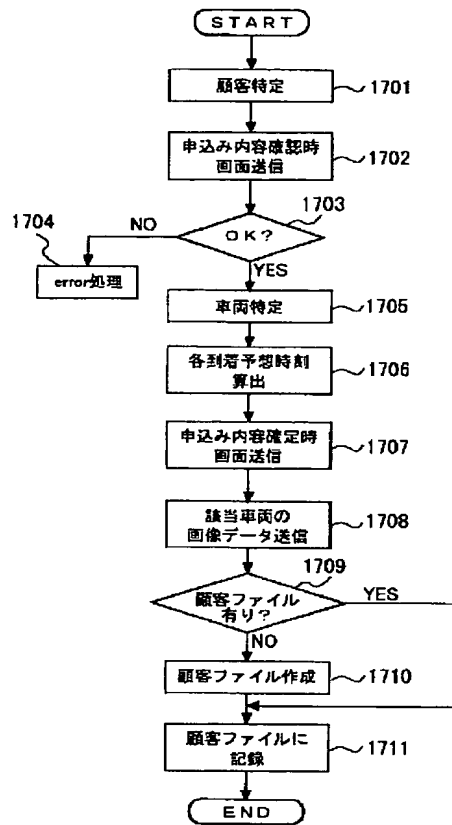 START
顧客特定
1701
申込み内容確認時
画面送信
1702
1703
OK?
NO
1704
error処理
YES
車両特定
1705
各到着予想時刻
算出
1706
申込み内容確定時
画面送信
1707
該当車両の
画像データ送信
1708
1709
顧客ファイル
有り?
YES
NO
顧客ファイル作成
1710
顧客ファイルに
記録
1711
END